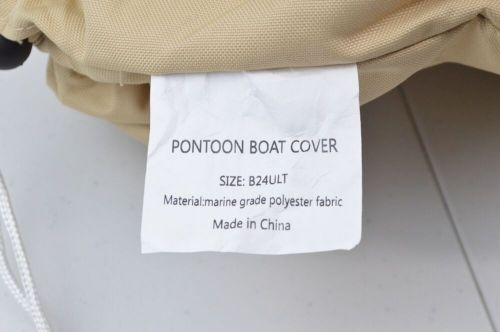 PONTOON BOAT COVER
SIZE: B24ULT
Material:marine grade polyester fabric
Made in China